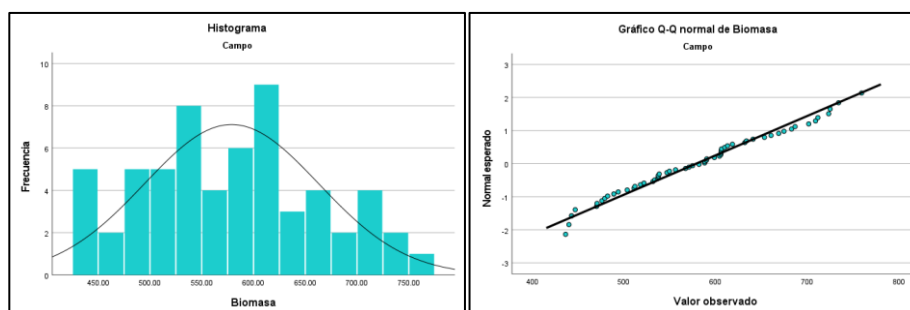 Histograma
Campo
10
8
6
4
2
0
Frecuencia
450.00 500.00 550.00 600.00 650.00 700.00 750.00
Biomasa
Gráfico Q-Q normal de Biomasa
Campo
3
2
1
0
-1
-2
-3
Normal esperado
400 500 600 700 800
Valor observado